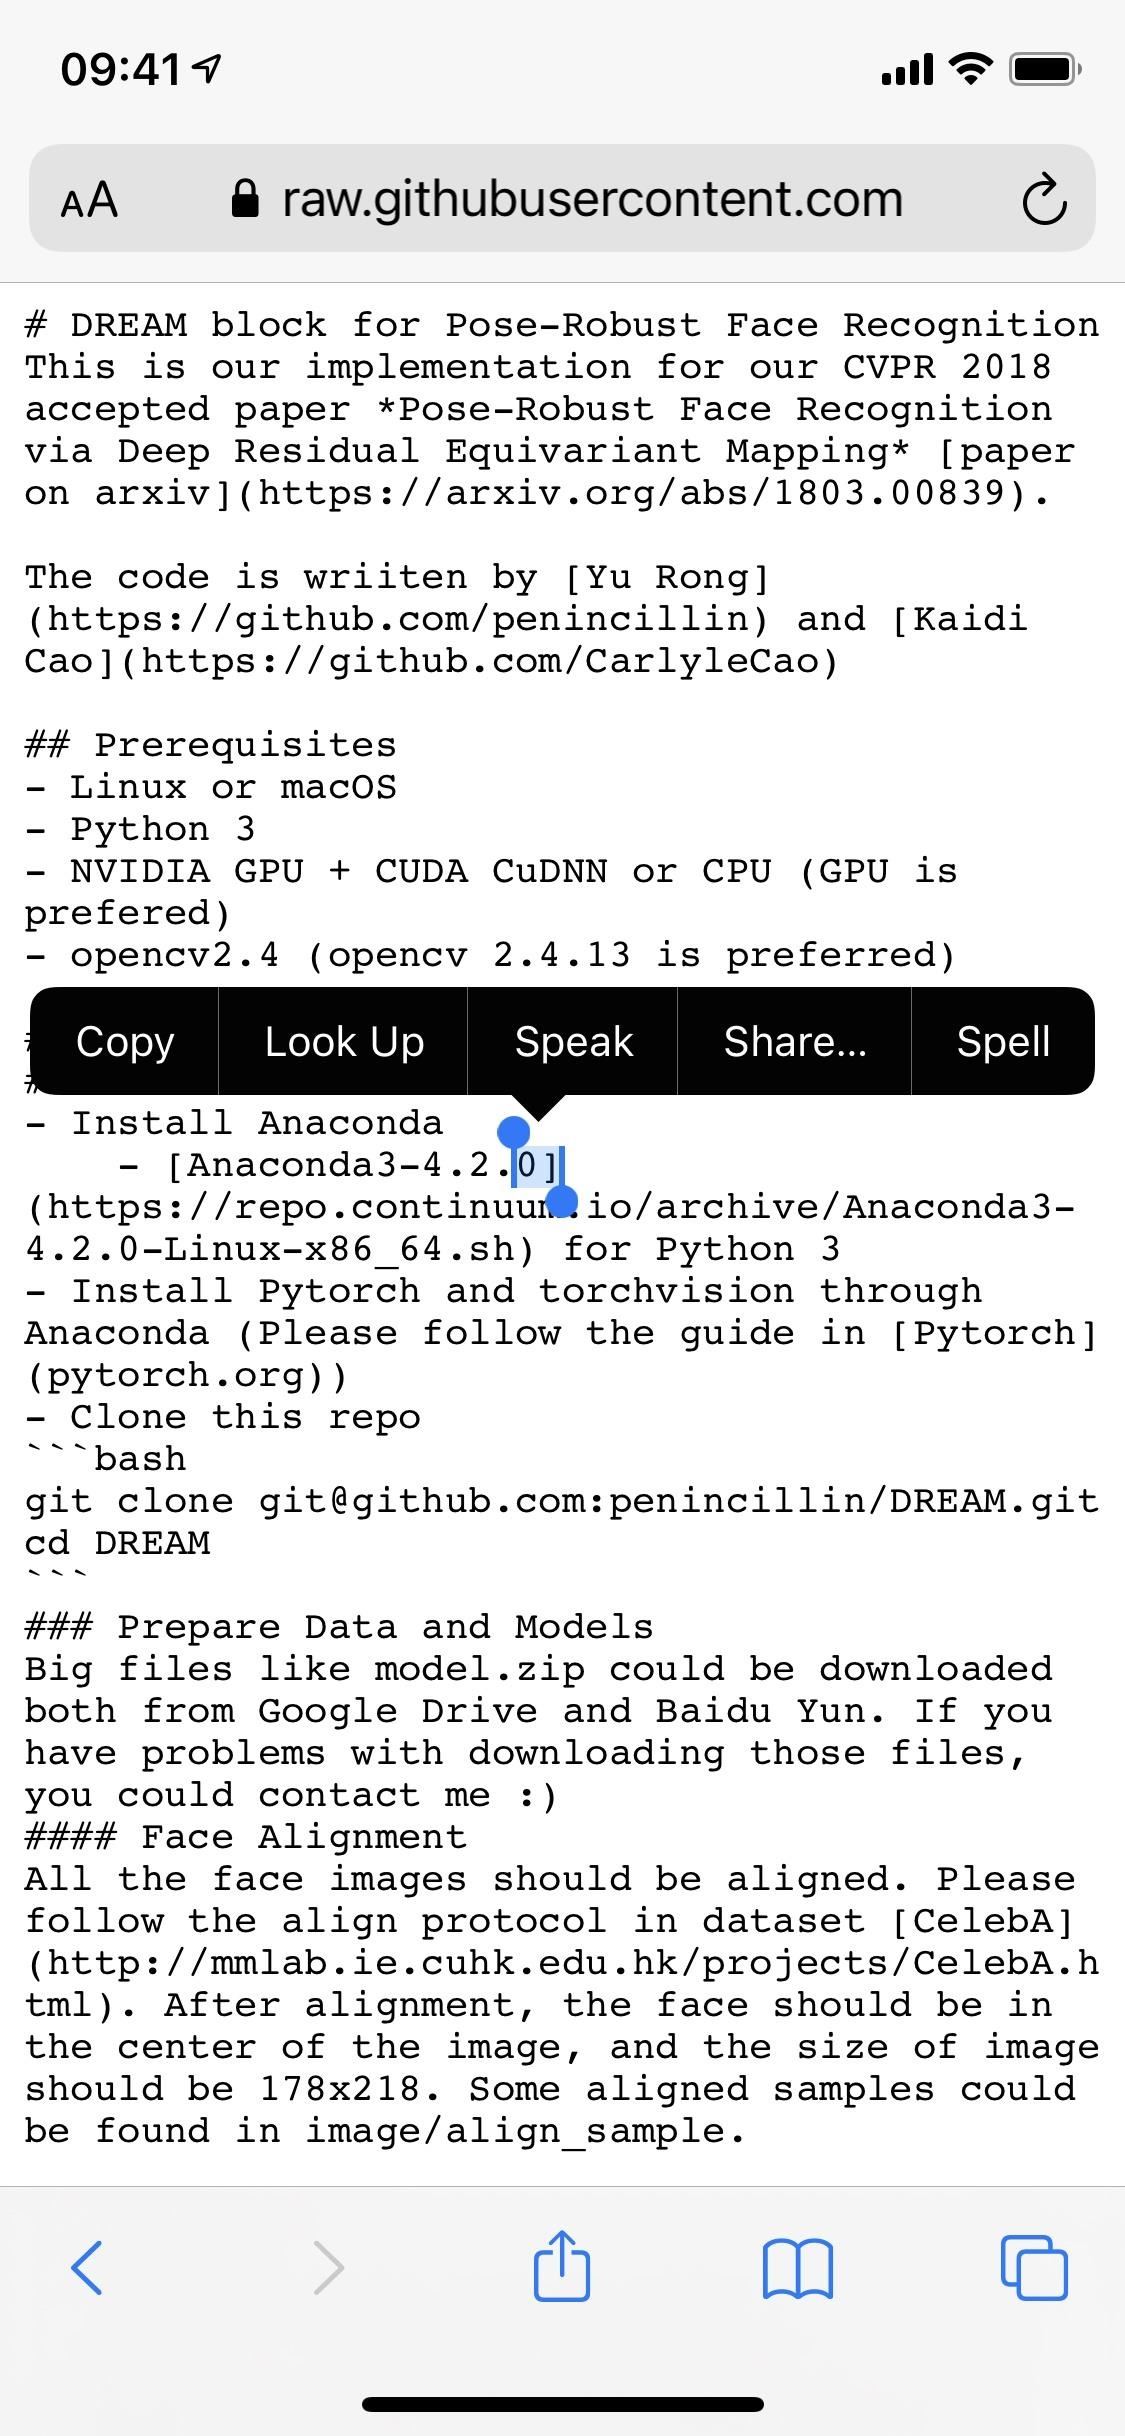 09:41
AA raw.githubusercontent.com
# DREAM block for Pose-Robust Face Recognition
This is our implementation for our CVPR 2018
accepted paper *Pose-Robust Face Recognition
via Deep Residual Equivariant Mapping* [paper
on arxiv](https://arxiv.org/abs/1803.00839).
The code is wriiten by [Yu Rong]
(https://github.com/penincillin) and [Kaidi
Cao](https://github.com/CarlyleCao)
## Prerequisites
- Linux or macOS
- Python 3
- NVIDIA GPU + CUDA CuDNN or CPU (GPU is
prefered)
- opencv2.4 (opencv 2.4.13 is preferred)
Copy Look Up Speak Share... Spell
- Install Anaconda
- [Anaconda3-4.2.0]
(https://repo.continuum.io/archive/Anaconda3-
4.2.0-Linux-x86_64.sh) for Python 3
- Install Pytorch and torchvision through
Anaconda (Please follow the guide in [Pytorch]
(pytorch.org))
- Clone this repo
```bash
git clone git@github.com:penincillin/DREAM.git
cd DREAM
```
### Prepare Data and Models
Big files like model.zip could be downloaded
both from Google Drive and Baidu Yun. If you
have problems with downloading those files,
you could contact me :)
#### Face Alignment
All the face images should be aligned. Please
follow the align protocol in dataset [CelebA]
(http://mmlab.ie.cuhk.edu.hk/projects/CelebA.h
tml). After alignment, the face should be in
the center of the image, and the size of image
should be 178x218. Some aligned samples could
be found in image/align_sample.